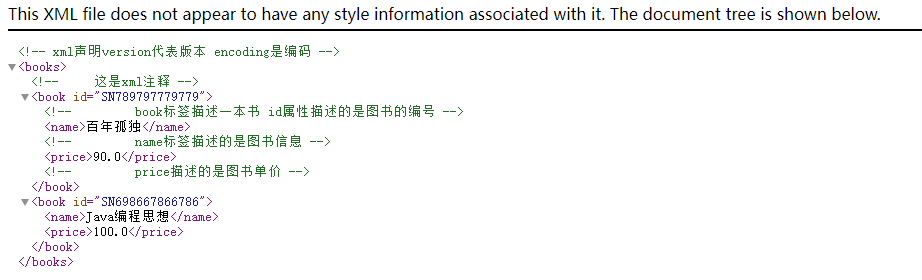 This XML file does not appear to have any style information associated with it. The document tree is shown below.
<!-- xml声明version代表版本 encoding是编码 -->
▼<books>
<!-- 这是xml注释 -->
▼<book id="SN789797779779">
<!-- book标签描述一本书 id属性描述的是图书的编号 -->
<name>百年孤独</name>
<!-- name标签描述的是图书信息 -->
<price>90.0</price>
<!-- price描述的是图书单价 -->
</book>
▼<book id="SN698667866786">
<name>Java编程思想</name>
<price>100.0</price>
</book>
</books>